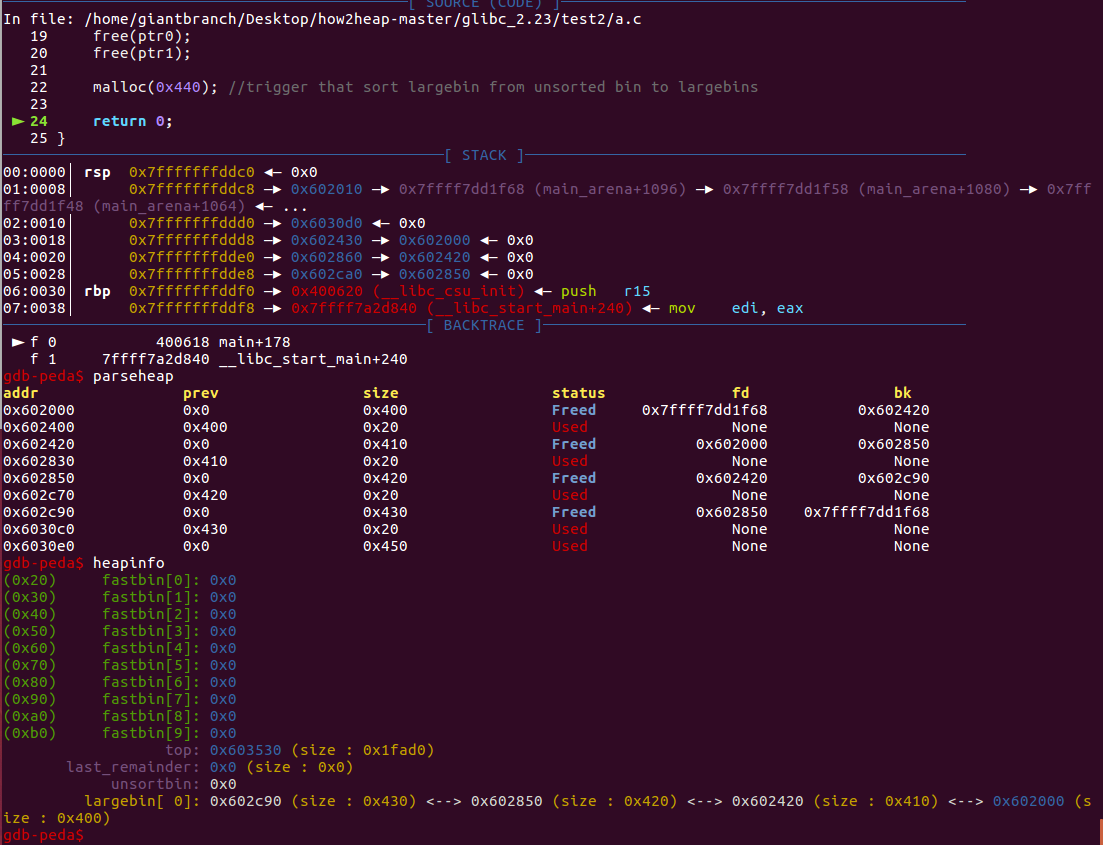 [ SOURCE (CODE) ]
In file: /home/giantbranch/Desktop/how2heap-master/glibc_2.23/test2/a.c
   19     free(ptr0);
   20     free(ptr1);
   21
   22     malloc(0x440); //trigger that sort largebin from unsorted bin to largebins
   23
 ► 24     return 0;
   25 }
[ STACK ]
00:0000│ rsp  0x7fffffffddc0 ◂— 0x0
01:0008│      0x7fffffffddc8 —▸ 0x602010 —▸ 0x7ffff7dd1f68 (main_arena+1096) —▸ 0x7ffff7dd1f58 (main_arena+1080) —▸ 0x7ff
ff7dd1f48 (main_arena+1064) ◂— ...
02:0010│      0x7fffffffddd0 —▸ 0x6030d0 ◂— 0x0
03:0018│      0x7fffffffddd8 —▸ 0x602430 —▸ 0x602000 ◂— 0x0
04:0020│      0x7fffffffdde0 —▸ 0x602860 —▸ 0x602420 ◂— 0x0
05:0028│      0x7fffffffdde8 —▸ 0x602ca0 —▸ 0x602850 ◂— 0x0
06:0030│ rbp  0x7fffffffddf0 —▸ 0x400620 (__libc_csu_init) ◂— push   r15
07:0038│      0x7fffffffddf8 —▸ 0x7ffff7a2d840 (__libc_start_main+240) ◂— mov    edi, eax
[ BACKTRACE ]
 ► f 0           400618 main+178
   f 1     7ffff7a2d840 __libc_start_main+240
gdb-peda$ parseheap
addr                prev                size                 status              fd                bk
0x602000            0x0                 0x400                Freed     0x7ffff7dd1f68          0x602420
0x602400            0x400               0x20                 Used                None              None
0x602420            0x0                 0x410                Freed           0x602000          0x602850
0x602830            0x410               0x20                 Used                None              None
0x602850            0x0                 0x420                Freed           0x602420          0x602c90
0x602c70            0x420               0x20                 Used                None              None
0x602c90            0x0                 0x430                Freed           0x602850    0x7ffff7dd1f68
0x6030c0            0x430               0x20                 Used                None              None
0x6030e0            0x0                 0x450                Used                None              None
gdb-peda$ heapinfo
(0x20)     fastbin[0]: 0x0
(0x30)     fastbin[1]: 0x0
(0x40)     fastbin[2]: 0x0
(0x50)     fastbin[3]: 0x0
(0x60)     fastbin[4]: 0x0
(0x70)     fastbin[5]: 0x0
(0x80)     fastbin[6]: 0x0
(0x90)     fastbin[7]: 0x0
(0xa0)     fastbin[8]: 0x0
(0xb0)     fastbin[9]: 0x0
                  top: 0x603530 (size : 0x1fad0)
       last_remainder: 0x0 (size : 0x0)
            unsortbin: 0x0
         largebin[ 0]: 0x602c90 (size : 0x430) <--> 0x602850 (size : 0x420) <--> 0x602420 (size : 0x410) <--> 0x602000 (s
ize : 0x400)
gdb-peda$